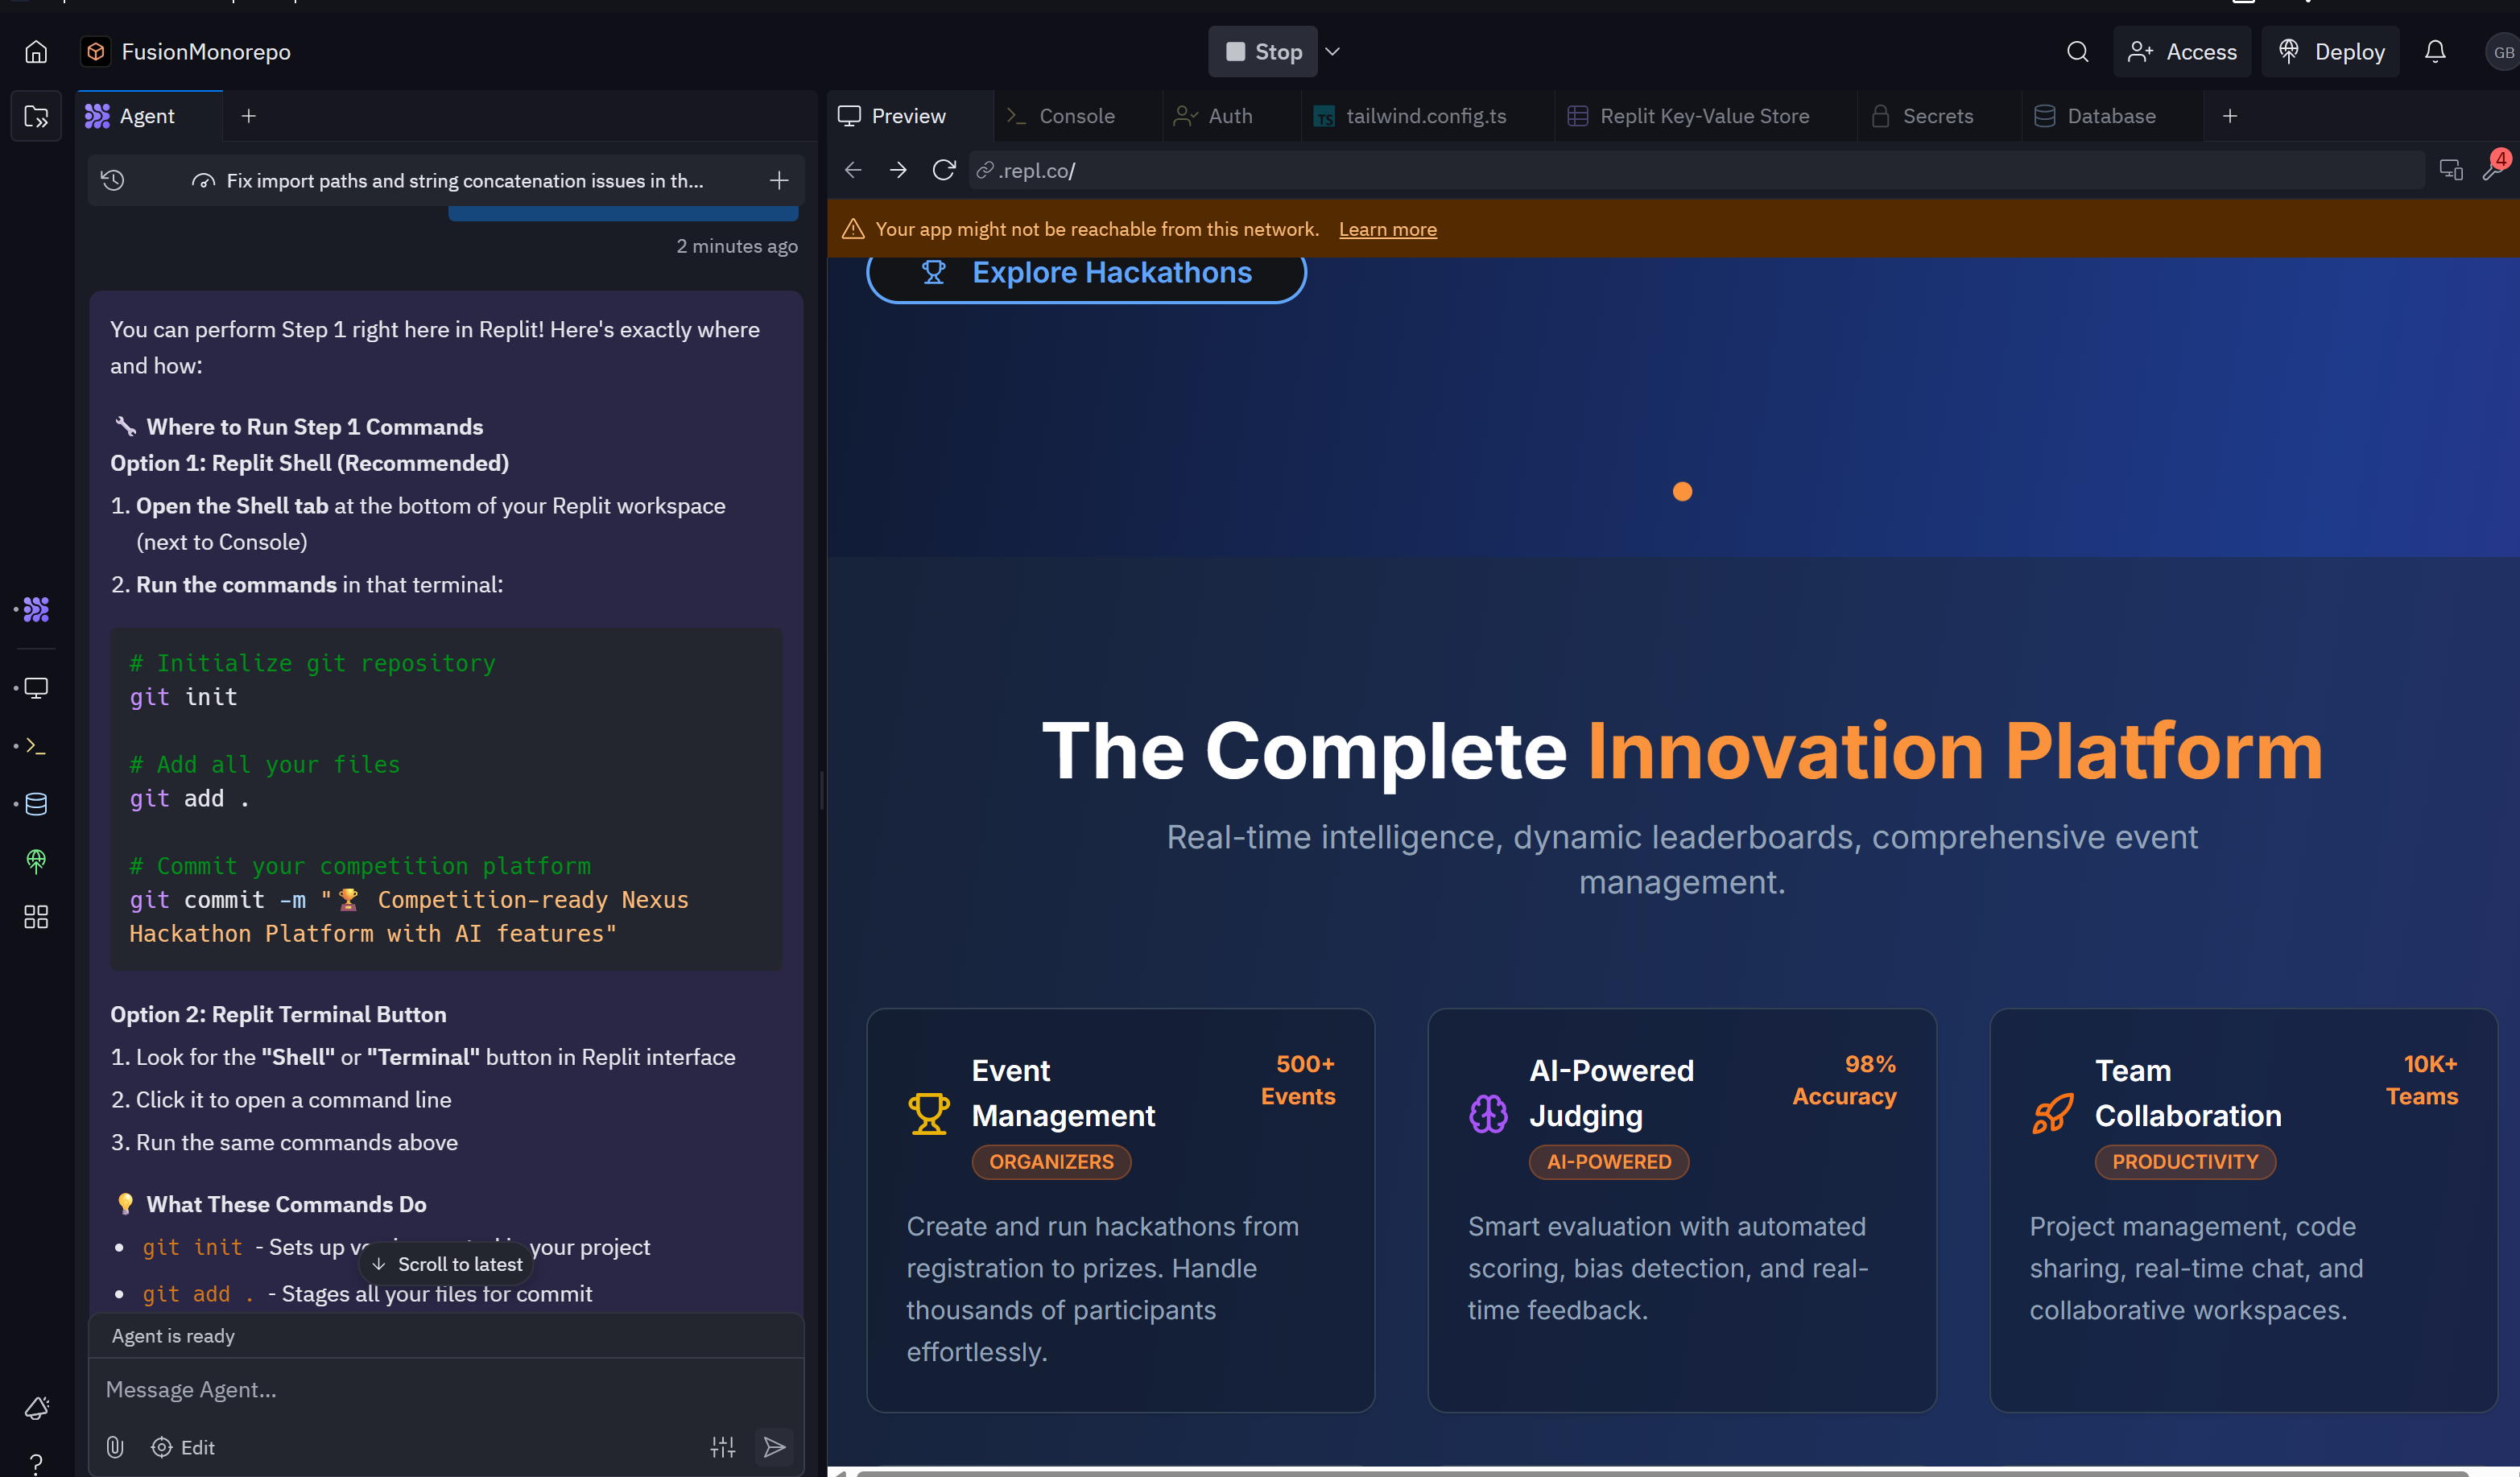 FusionMonorepo
Stop
Access
Deploy
GB
Agent
Preview
Console
Auth
TS tailwind.config.ts
Replit Key-Value Store
Secrets
Database
Fix import paths and string concatenation issues in th...
.repl.co/
4
2 minutes ago
Your app might not be reachable from this network. Learn more
You can perform Step 1 right here in Replit! Here's exactly where
and how:
🔧 Where to Run Step 1 Commands
Option 1: Replit Shell (Recommended)
1. Open the Shell tab at the bottom of your Replit workspace
(next to Console)
2. Run the commands in that terminal:
# Initialize git repository
git init
# Add all your files
git add .
# Commit your competition platform
git commit -m "🏆 Competition-ready Nexus
Hackathon Platform with AI features"
Option 2: Replit Terminal Button
1. Look for the "Shell" or "Terminal" button in Replit interface
2. Click it to open a command line
3. Run the same commands above
💡 What These Commands Do
• git init - Sets up your project
Scroll to latest
• git add . - Stages all your files for commit
Agent is ready
Message Agent...
Edit
Explore Hackathons
The Complete Innovation Platform
Real-time intelligence, dynamic leaderboards, comprehensive event
management.
Event
Management
500+
Events
ORGANIZERS
Create and run hackathons from
registration to prizes. Handle
thousands of participants
effortlessly.
AI-Powered
Judging
98%
Accuracy
AI-POWERED
Smart evaluation with automated
scoring, bias detection, and real-
time feedback.
Team
Collaboration
10K+
Teams
PRODUCTIVITY
Project management, code
sharing, real-time chat, and
collaborative workspaces.